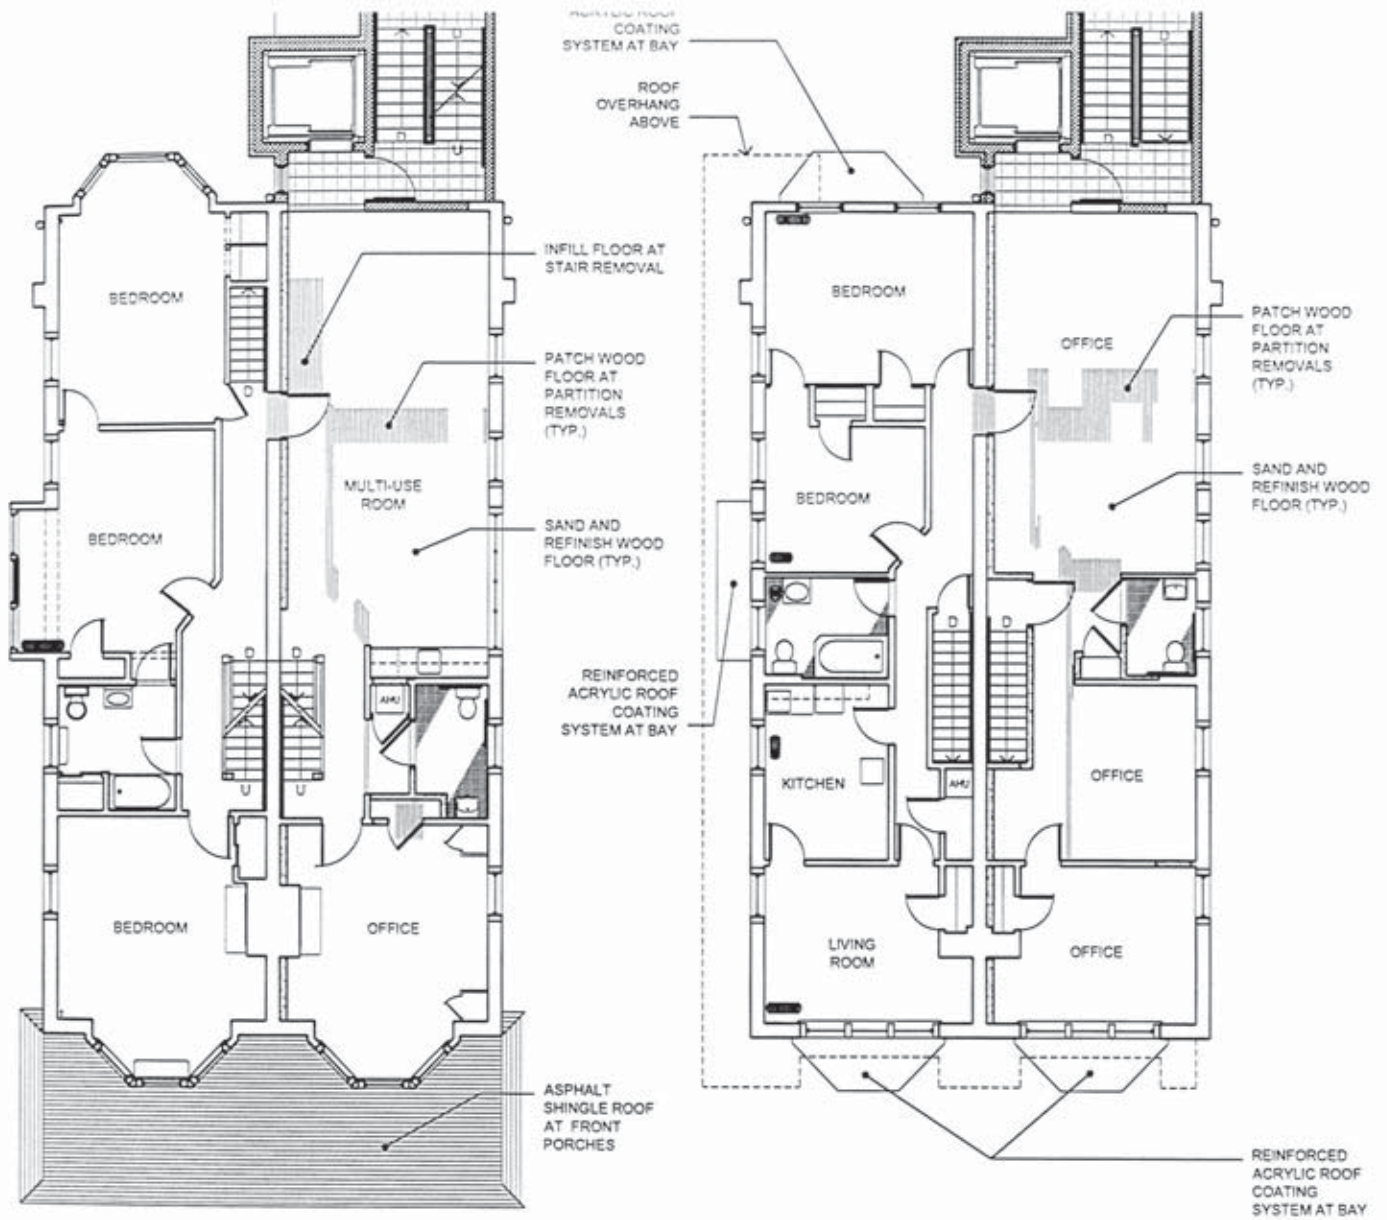 COATING
SYSTEM AT BAY
ROOF
OVERHANG
ABOVE
INFILL FLOOR AT
STAIR REMOVAL
PATCH WOOD
FLOOR AT
PARTITION
REMOVALS
(TYP.)
SAND AND
REFINISH WOOD
FLOOR (TYP.)
BEDROOM
BEDROOM
MULTI-USE
ROOM
D
D
U
D
D
D
AHU
U
U
BEDROOM
OFFICE
ASPHALT
SHINGLE ROOF
AT FRONT
PORCHES
REINFORCED
ACRYLIC ROOF
COATING
SYSTEM AT BAY
D
D
BEDROOM
OFFICE
BEDROOM
D
D
KITCHEN
AHU
OFFICE
LIVING
ROOM
OFFICE
PATCH WOOD
FLOOR AT
PARTITION
REMOVALS
(TYP.)
SAND AND
REFINISH WOOD
FLOOR (TYP.)
REINFORCED
ACRYLIC ROOF
COATING
SYSTEM AT BAY